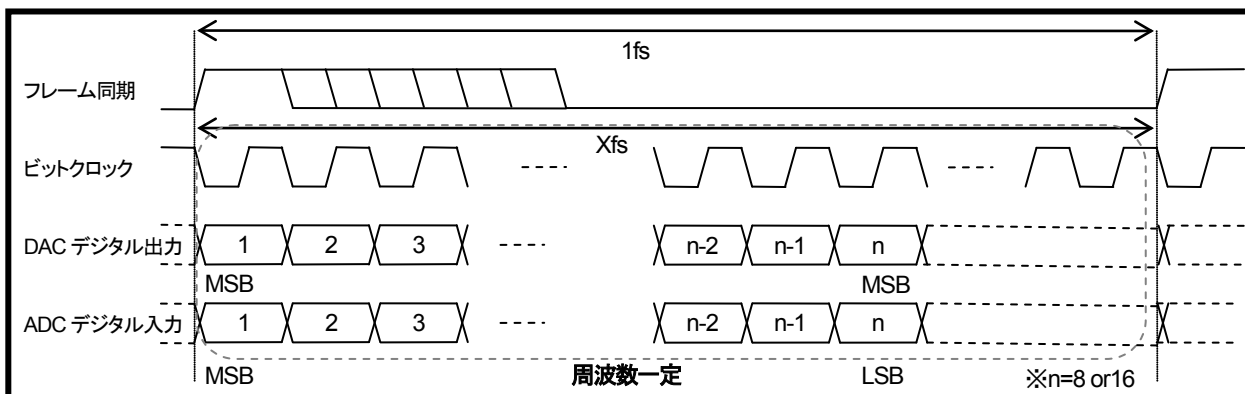 1fs
フレーム同期
Xfs
ビットクロック
DAC デジタル出力 1 2 3 n-2 n-1 n
MSB MSB
ADC デジタル入力 1 2 3 n-2 n-1 n
MSB 周波数一定 LSB ※n=8 or16